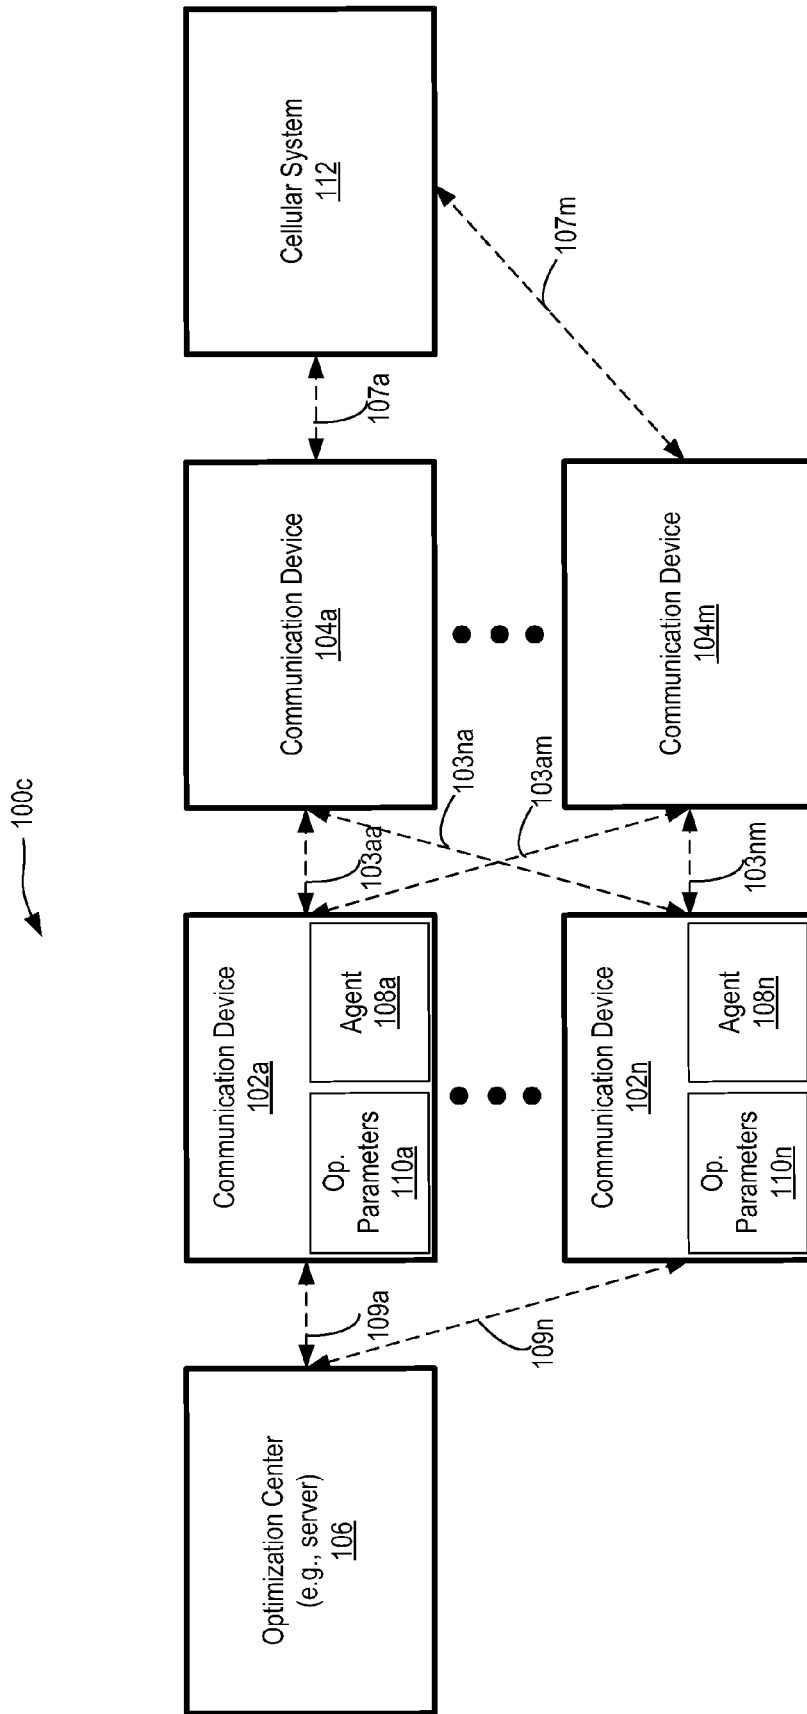 100c
Optimization Center
(e.g., server)
106
109a
109n
Communication Device
102a
Op.
Parameters
110a
Agent
108a
Communication Device
102n
Op.
Parameters
110n
Agent
108n
103aa
103na
103am
103nm
Communication Device
104a
Communication Device
104m
107a
107m
Cellular System
112